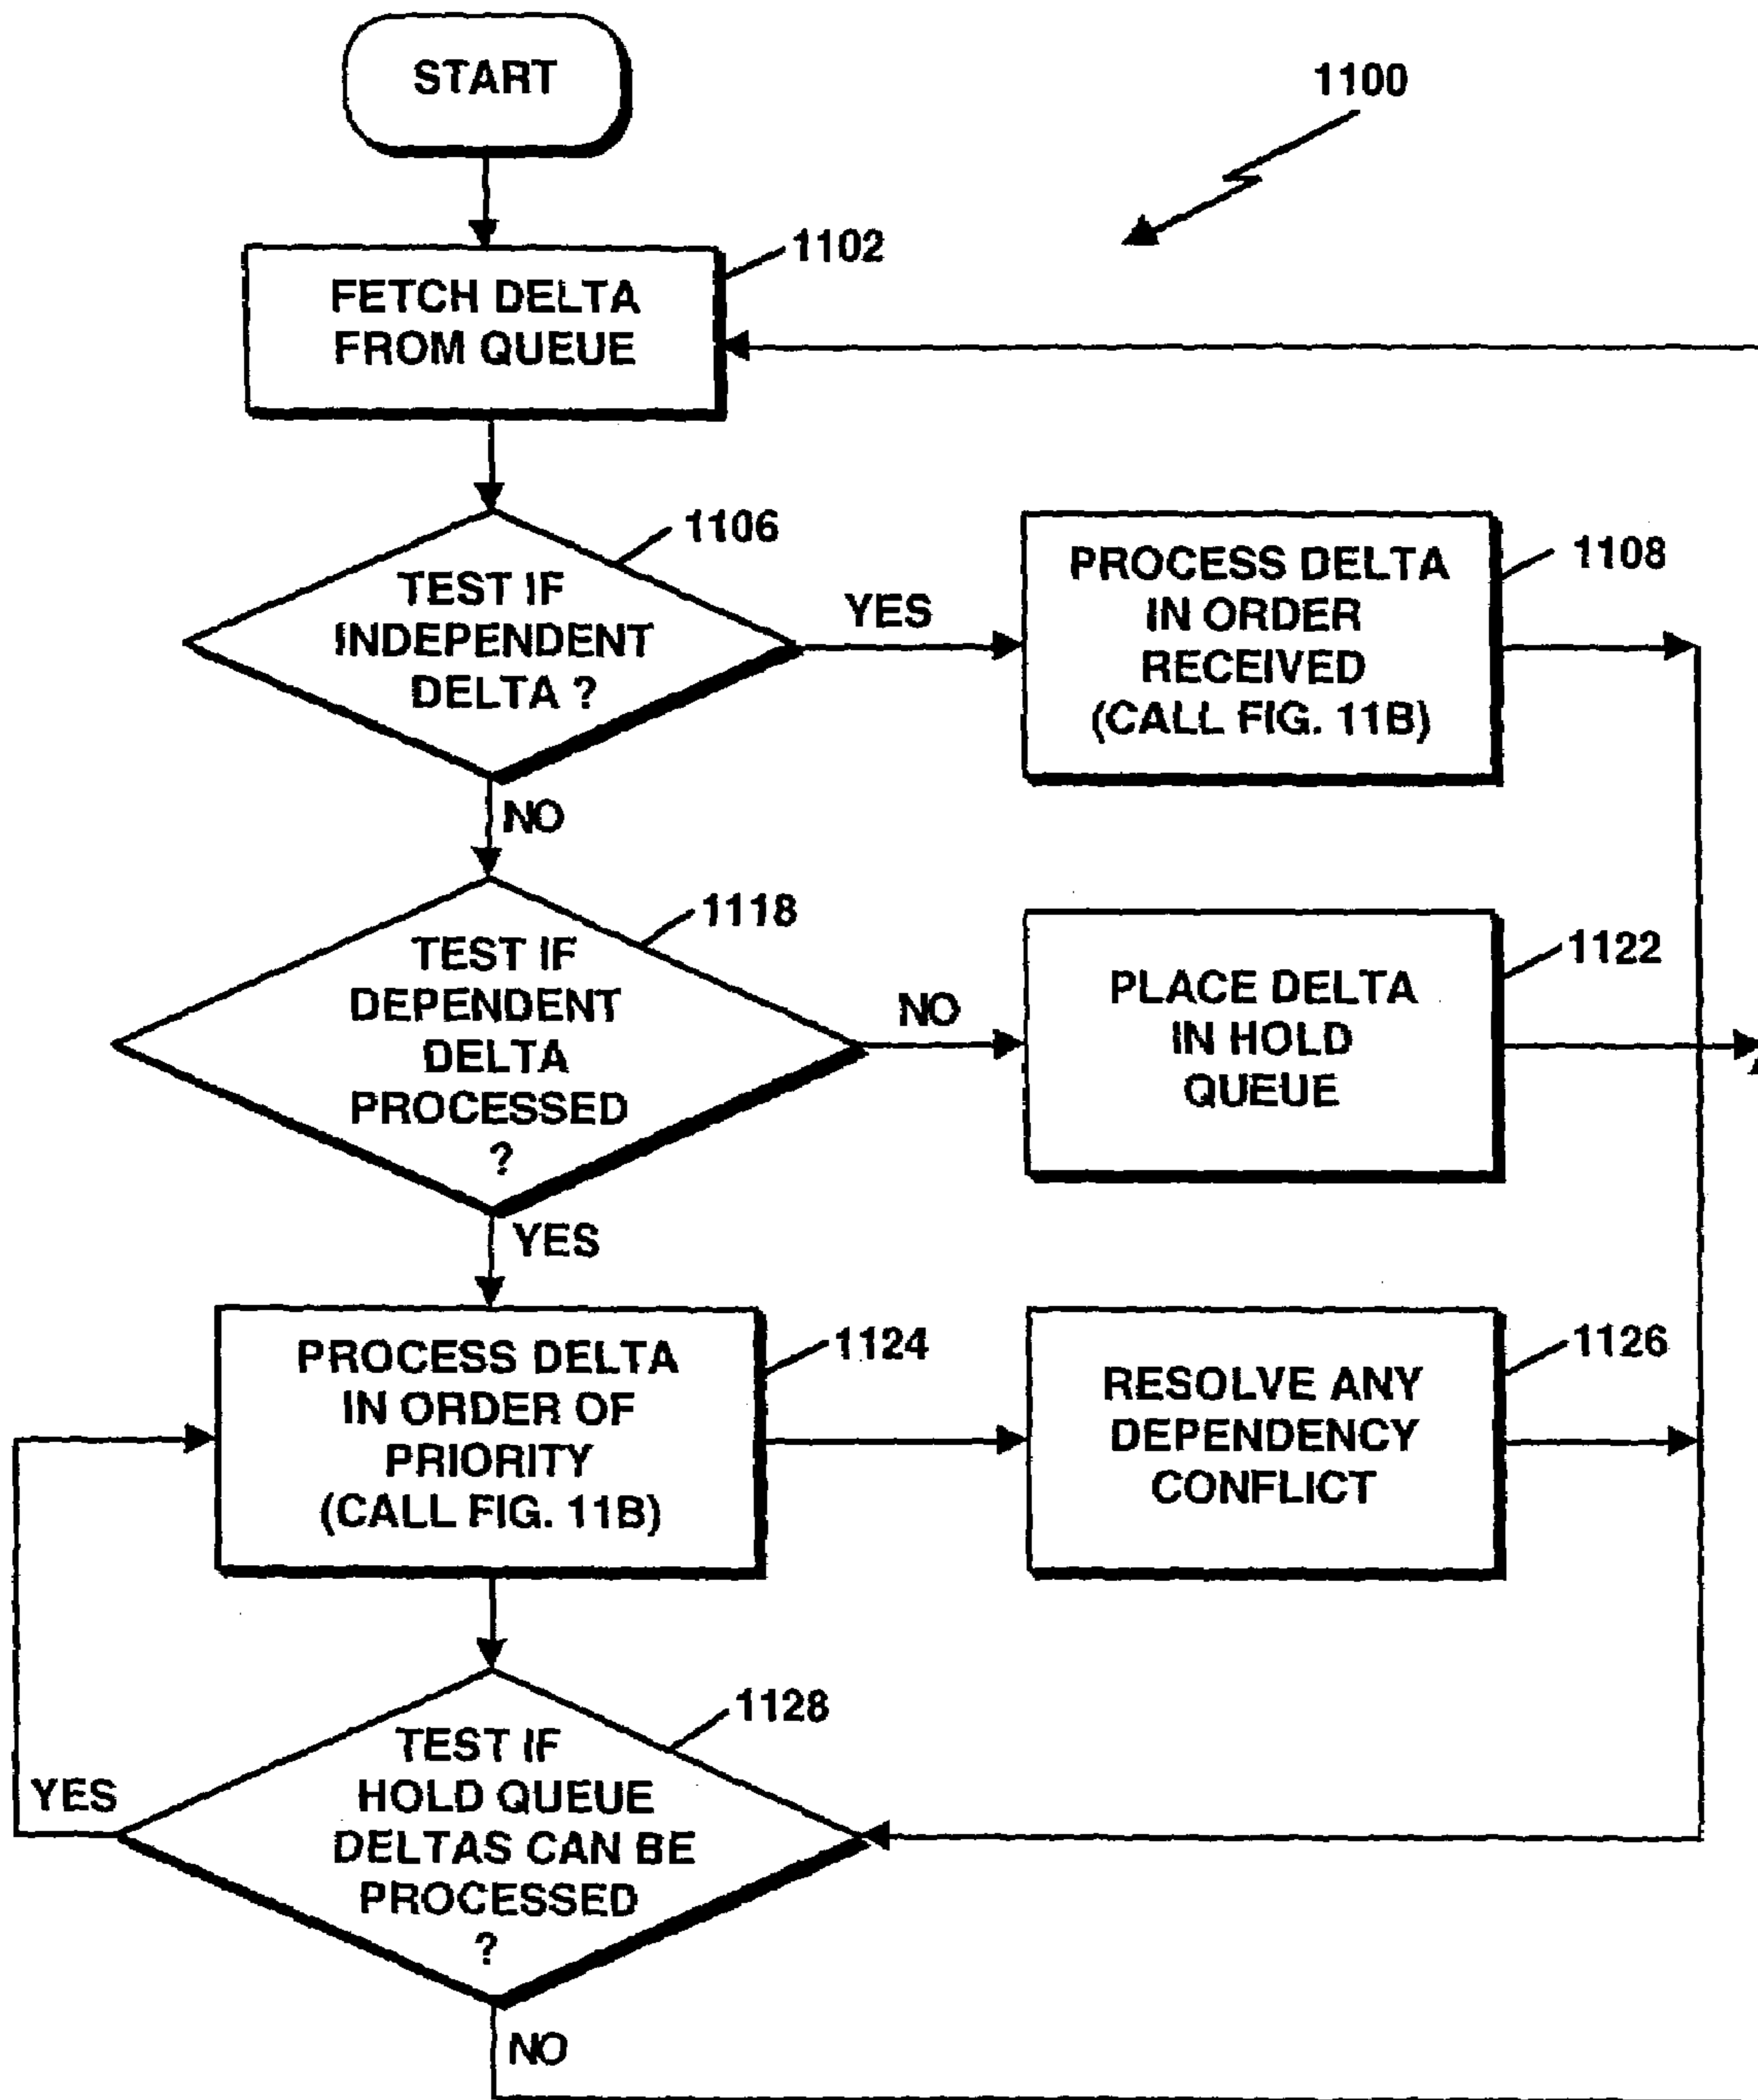 START
1100
1102
FETCH DELTA
FROM QUEUE
1106
TEST IF
INDEPENDENT
DELTA ?
YES
1108
PROCESS DELTA
IN ORDER
RECEIVED
(CALL FIG. 11B)
NO
1118
TEST IF
DEPENDENT
DELTA
PROCESSED
?
NO
1122
PLACE DELTA
IN HOLD
QUEUE
YES
1124
PROCESS DELTA
IN ORDER OF
PRIORITY
(CALL FIG. 11B)
1126
RESOLVE ANY
DEPENDENCY
CONFLICT
1128
TEST IF
HOLD QUEUE
DELTAS CAN BE
PROCESSED
?
YES
NO